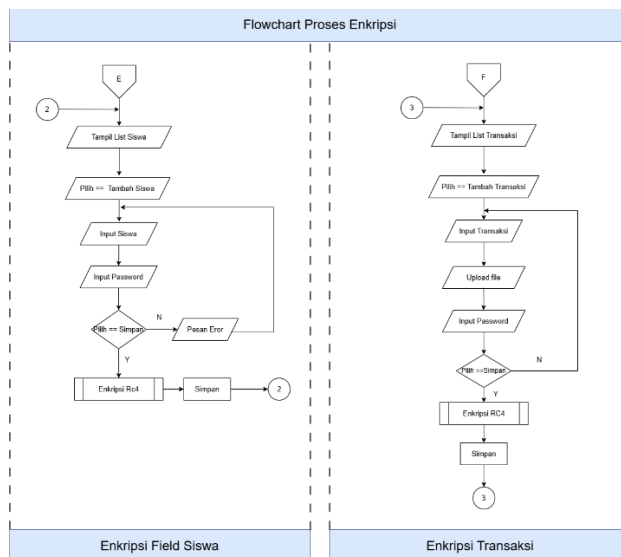 Flowchart Proses Enkripsi
E
2
Tampil List Siswa
Pilih == Tambah Siswa
Input Siswa
Input Password
Pilih == Simpan
N
Pesan Eror
Y
Enkripsi Rc4
Simpan
2
Enkripsi Field Siswa
F
3
Tampil List Transaksi
Pilih == Tambah Transaksi
Input Transaksi
Upload file
Input Password
Pilih ==Simpan
N
Y
Enkripsi RC4
Simpan
3
Enkripsi Transaksi